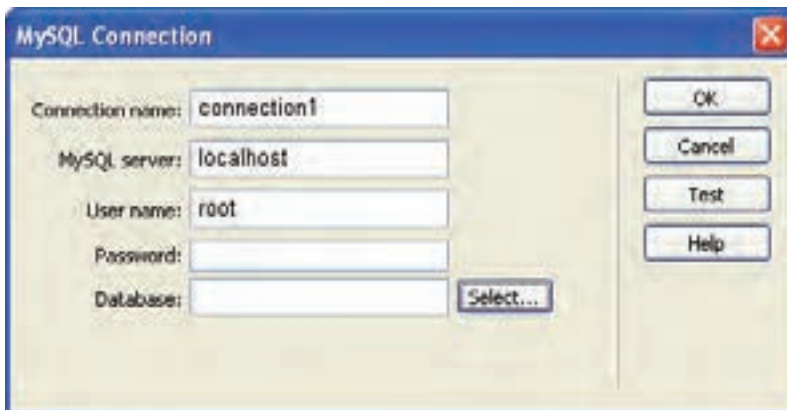 MySQL Connection
Connection name: connection1
MySQL server: localhost
User name: root
Password:
Database:
Select...
OK
Cancel
Test
Help